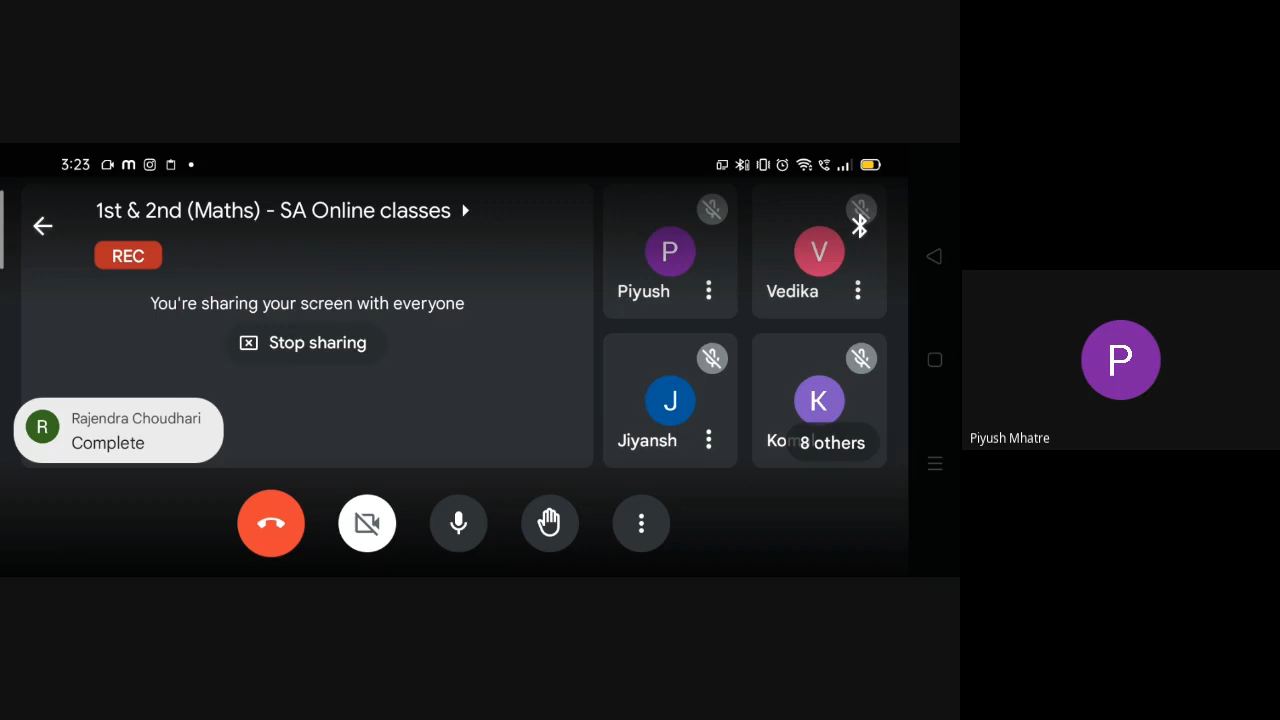 3:23
1st & 2nd (Maths) - SA Online classes
REC
You're sharing your screen with everyone
Stop sharing
R
Rajendra Choudhari
Complete
P
Piyush
V
Vedika
J
Jiyansh
K
8 others
P
Piyush Mhatre